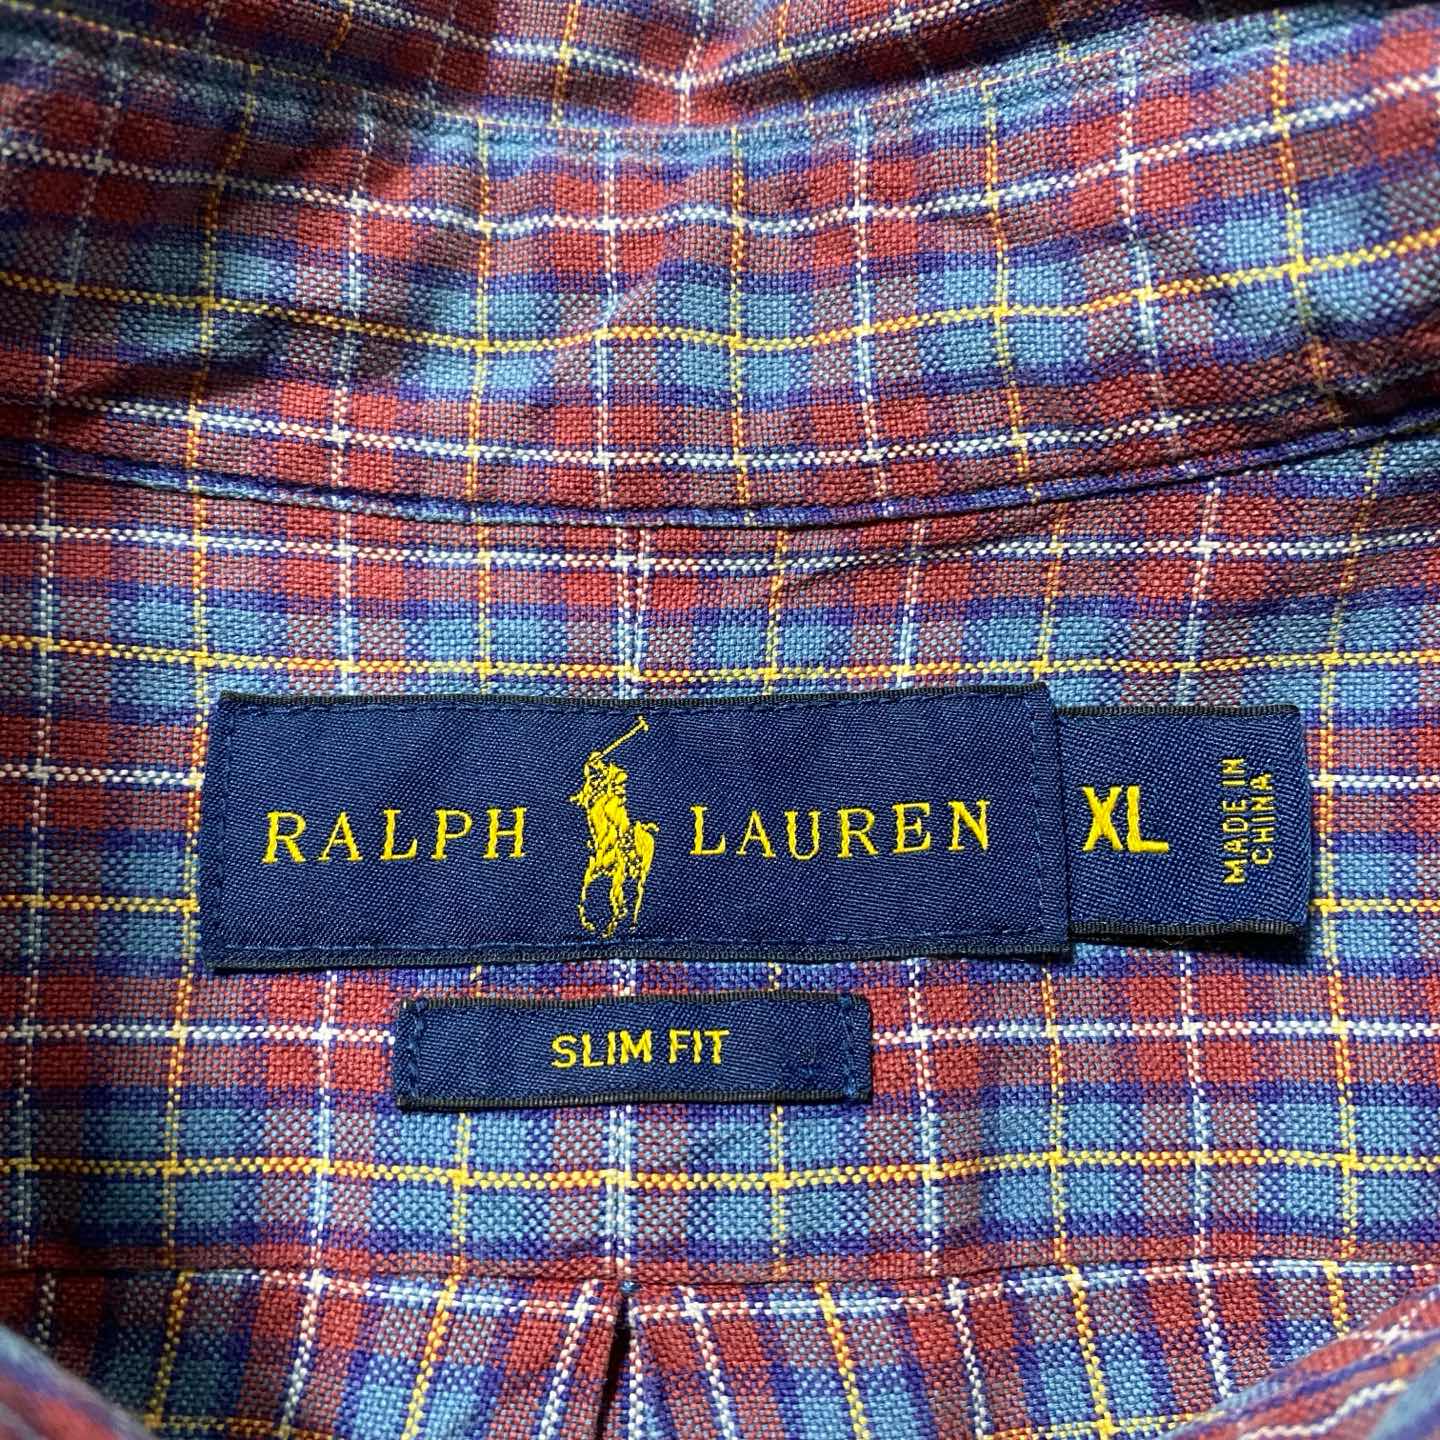 RALPH LAUREN
XL
MADE IN
CHINA
SLIM FIT